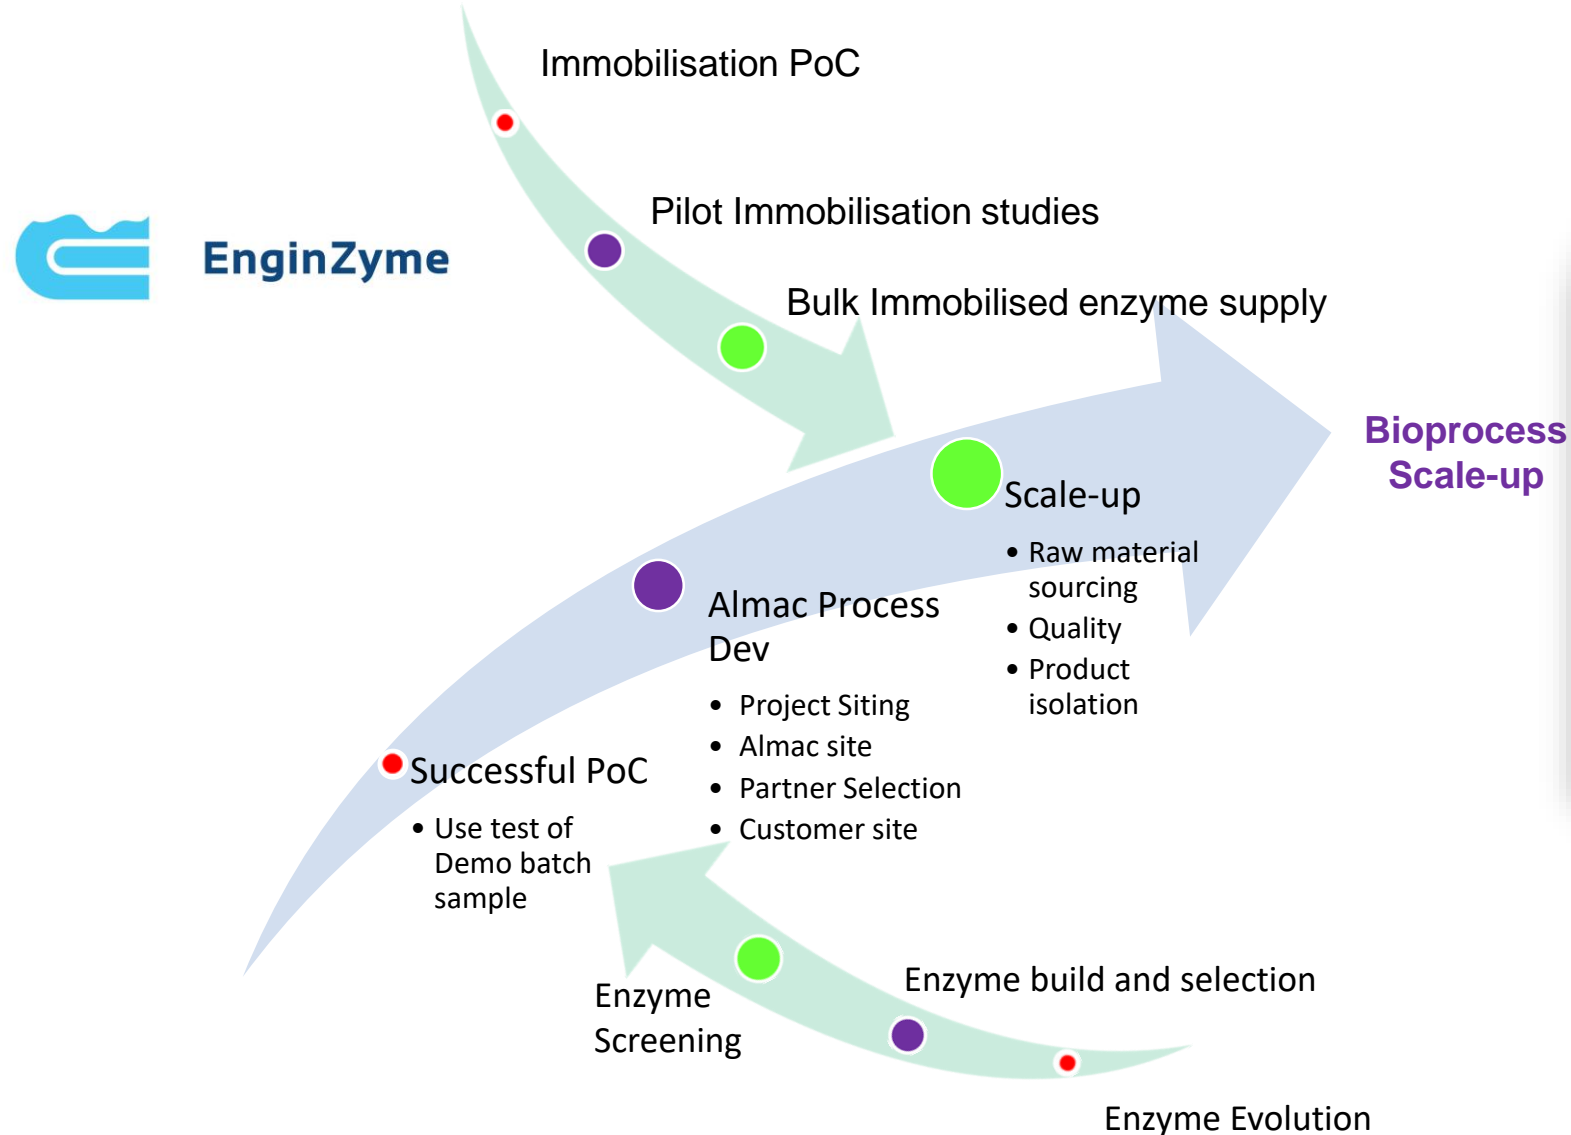 Immobilisation PoC
Pilot Immobilisation studies
EnginZyme
Bulk Immobilised enzyme supply
Bioprocess
Scale-up
Scale-up
• Raw material
sourcing
• Quality
• Product
isolation
Almac Process
Dev
• Project Siting
• Almac site
• Partner Selection
• Customer site
Successful PoC
• Use test of
Demo batch
sample
Enzyme
Screening
Enzyme build and selection
Enzyme Evolution